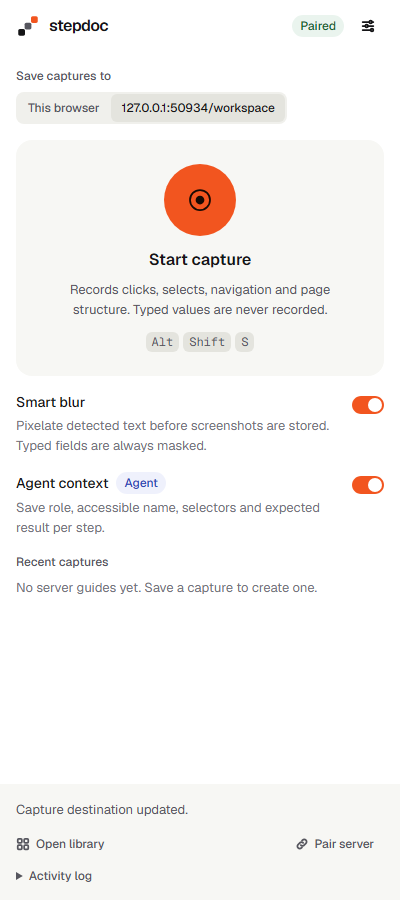 stepdoc
Paired
Save captures to
This browser
127.0.0.1:50934/workspace
Start capture
Records clicks, selects, navigation and page
structure. Typed values are never recorded.
Alt Shift S
Smart blur
Pixelate detected text before screenshots are stored.
Typed fields are always masked.
Agent context Agent
Save role, accessible name, selectors and expected
result per step.
Recent captures
No server guides yet. Save a capture to create one.
Capture destination updated.
Open library
Pair server
Activity log